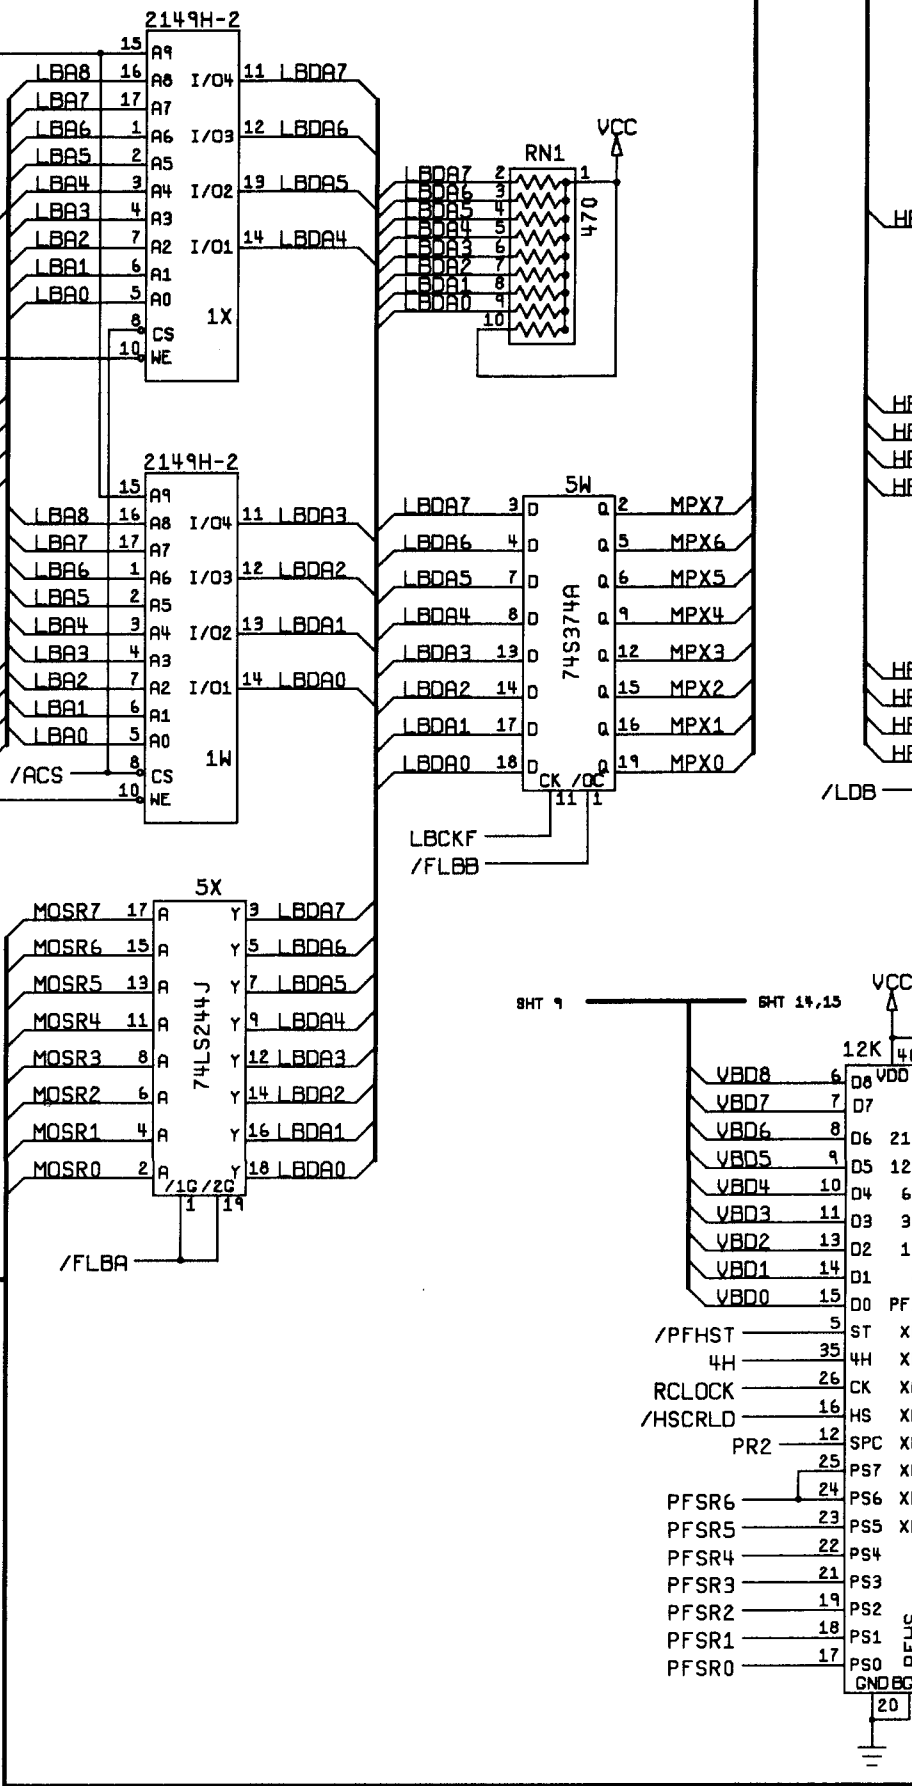 2149H-2
15 A9
LBA8 16 A8 I/O4 11 LBDA7
LBA7 17 A7
LBA6 1 A6 I/O3 12 LBDA6
LBA5 2 A5
LBA4 3 A4 I/O2 13 LBDA5
LBA3 4 A3
LBA2 7 A2 I/O1 14 LBDA4
LBA1 6 A1
LBA0 5 A0
1X
8 CS
10 WE
VCC
RN1
LBDA7 2 1
LBDA6 3
LBDA5 4
LBDA4 5
LBDA3 6
LBDA2 7
LBDA1 8
LBDA0 9
10
470
2149H-2
15 A9
LBA8 16 A8 I/O4 11 LBDA3
LBA7 17 A7
LBA6 1 A6 I/O3 12 LBDA2
LBA5 2 A5
LBA4 3 A4 I/O2 13 LBDA1
LBA3 4 A3
LBA2 7 A2 I/O1 14 LBDA0
LBA1 6 A1
LBA0 5 A0
1W
/ACS 8 CS
10 WE
5W
LBDA7 3 D Q 2 MPX7
LBDA6 4 D Q 5 MPX6
LBDA5 7 D Q 6 MPX5
LBDA4 8 D Q 9 MPX4
LBDA3 13 D Q 12 MPX3
LBDA2 14 D Q 15 MPX2
LBDA1 17 D Q 16 MPX1
LBDA0 18 D Q 19 MPX0
74S374A
CK /OC
11 1
LBCKF
/FLBB
/LDB
5X
MOSR7 17 A Y 3 LBDA7
MOSR6 15 A Y 5 LBDA6
MOSR5 13 A Y 7 LBDA5
MOSR4 11 A Y 9 LBDA4
MOSR3 8 A Y 12 LBDA3
MOSR2 6 A Y 14 LBDA2
MOSR1 4 A Y 16 LBDA1
MOSR0 2 A Y 18 LBDA0
74LS244J
/1G /2G
1 19
/FLBA
SHT 9 SHT 14,15
VCC
12K
VDD
VBD8 6 D8
VBD7 7 D7
VBD6 8 D6 21
VBD5 9 D5 12
VBD4 10 D4 6
VBD3 11 D3 3
VBD2 13 D2 1
VBD1 14 D1
VBD0 15 D0 PF
/PFHST 5 ST X
4H 35 4H X
RCLOCK 26 CK
/HSCRLD 16 HS
PR2 12 SPC
25 PS7
PFSR6 24 PS6
PFSR5 23 PS5
PFSR4 22 PS4
PFSR3 21 PS3
PFSR2 19 PS2
PFSR1 18 PS1
PFSR0 17 PS0
GND
20